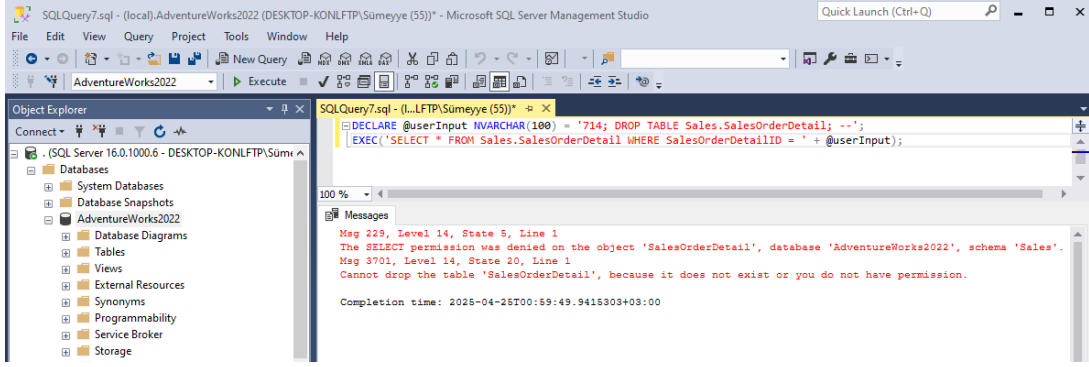 SQLQuery7.sql - (local).AdventureWorks2022 (DESKTOP-KONLFTP\Sümeyye (55))* - Microsoft SQL Server Management Studio
Quick Launch (Ctrl+Q)
File Edit View Query Project Tools Window Help
New Query
AdventureWorks2022
Execute
Object Explorer
SQLQuery7.sql - (l...LFTP\Sümeyye (55))*
DECLARE @userInput NVARCHAR(100) = '714; DROP TABLE Sales.SalesOrderDetail; --';
EXEC('SELECT * FROM Sales.SalesOrderDetail WHERE SalesOrderDetailID = ' + @userInput);
Connect
. (SQL Server 16.0.1000.6 - DESKTOP-KONLFTP\Süme
Databases
System Databases
Database Snapshots
AdventureWorks2022
Database Diagrams
Tables
Views
External Resources
Synonyms
Programmability
Service Broker
Storage
100 %
Messages
Msg 229, Level 14, State 5, Line 1
The SELECT permission was denied on the object 'SalesOrderDetail', database 'AdventureWorks2022', schema 'Sales'.
Msg 3701, Level 14, State 20, Line 1
Cannot drop the table 'SalesOrderDetail', because it does not exist or you do not have permission.
Completion time: 2025-04-25T00:59:49.9415303+03:00